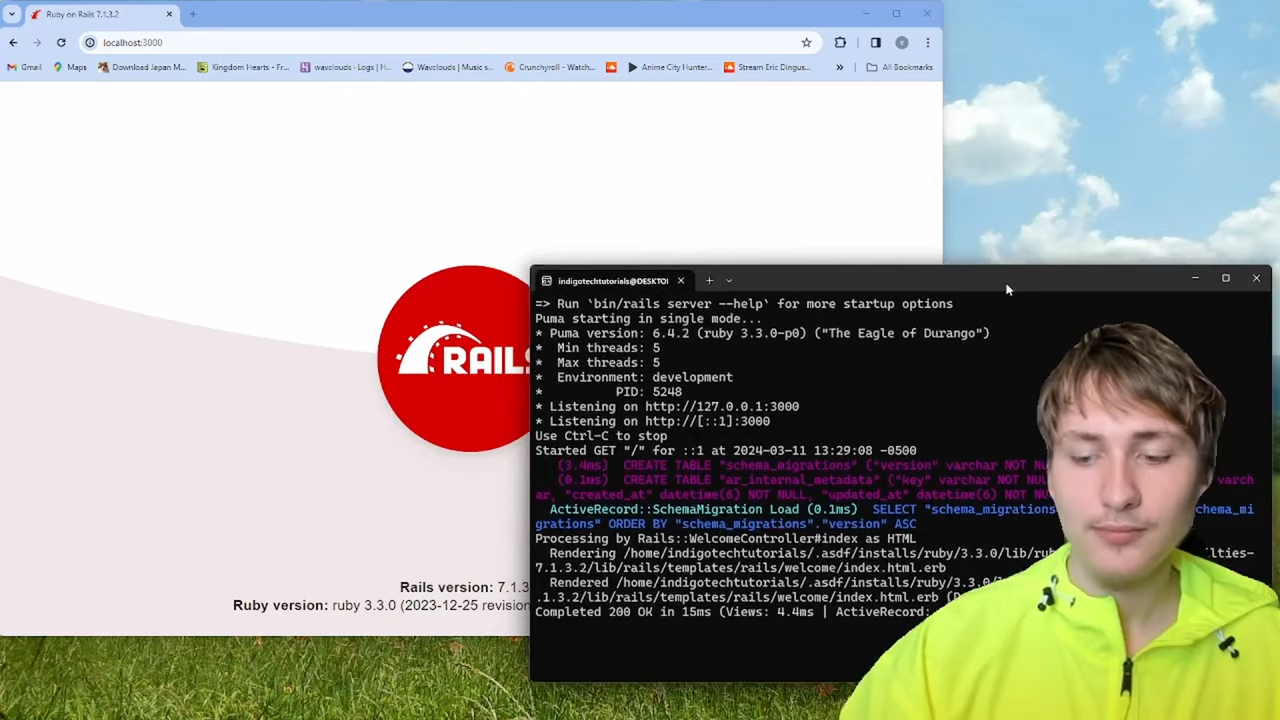 Ruby on Rails 7.1.3.2
localhost:3000
Gmail
Maps
Download Japan M...
Kingdom Hearts - Fr...
wavclouds · Logs | H...
Wavclouds | Music s...
Crunchyroll - Watch...
Anime City Hunter...
Stream Eric Dingus...
»
All Bookmarks
RAILS
Rails version: 7.1.3
Ruby version: ruby 3.3.0 (2023-12-25 revision
indigotechtutorials@DESKTO
=> Run `bin/rails server --help` for more startup options
Puma starting in single mode...
* Puma version: 6.4.2 (ruby 3.3.0-p0) ("The Eagle of Durango")
* Min threads: 5
* Max threads: 5
* Environment: development
* PID: 5248
* Listening on http://127.0.0.1:3000
* Listening on http://[::1]:3000
Use Ctrl-C to stop
Started GET "/" for ::1 at 2024-03-11 13:29:08 -0500
(3.4ms) CREATE TABLE "schema_migrations" ("version" varchar NOT NU
(0.1ms) CREATE TABLE "ar_internal_metadata" ("key" varchar NOT NU varch
ar, "created_at" datetime(6) NOT NULL, "updated_at" datetime(6) NOT NU
ActiveRecord::SchemaMigration Load (0.1ms) SELECT "schema_migrations chema_mi
grations" ORDER BY "schema_migrations"."version" ASC
Processing by Rails::WelcomeController#index as HTML
Rendering /home/indigotechtutorials/.asdf/installs/ruby/3.3.0/lib/ru ilties-
7.1.3.2/lib/rails/templates/rails/welcome/index.html.erb
Rendered /home/indigotechtutorials/.asdf/installs/ruby/3.3.0/
.1.3.2/lib/rails/templates/rails/welcome/index.html.erb (D
Completed 200 OK in 15ms (Views: 4.4ms | ActiveRecord: